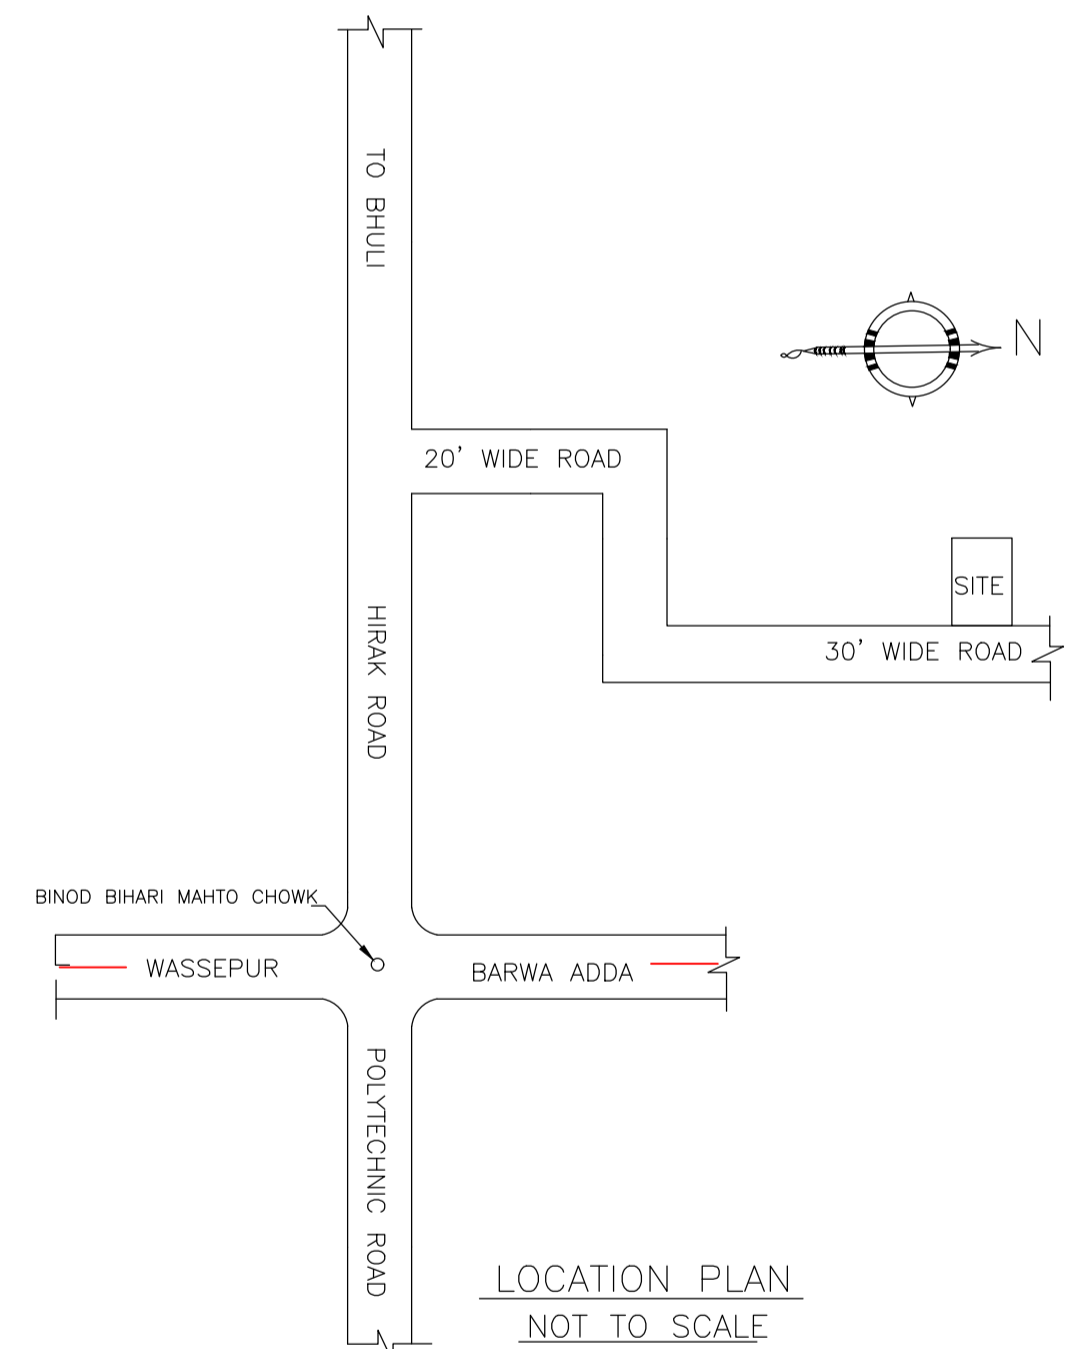 TO BHULI
N
20' WIDE ROAD
SITE
30' WIDE ROAD
HIRAK ROAD
BINOD BIHARI MAHTO CHOWK
WASSEPUR
BARWA ADDA
POLYTECHNIC ROAD
LOCATION PLAN
NOT TO SCALE